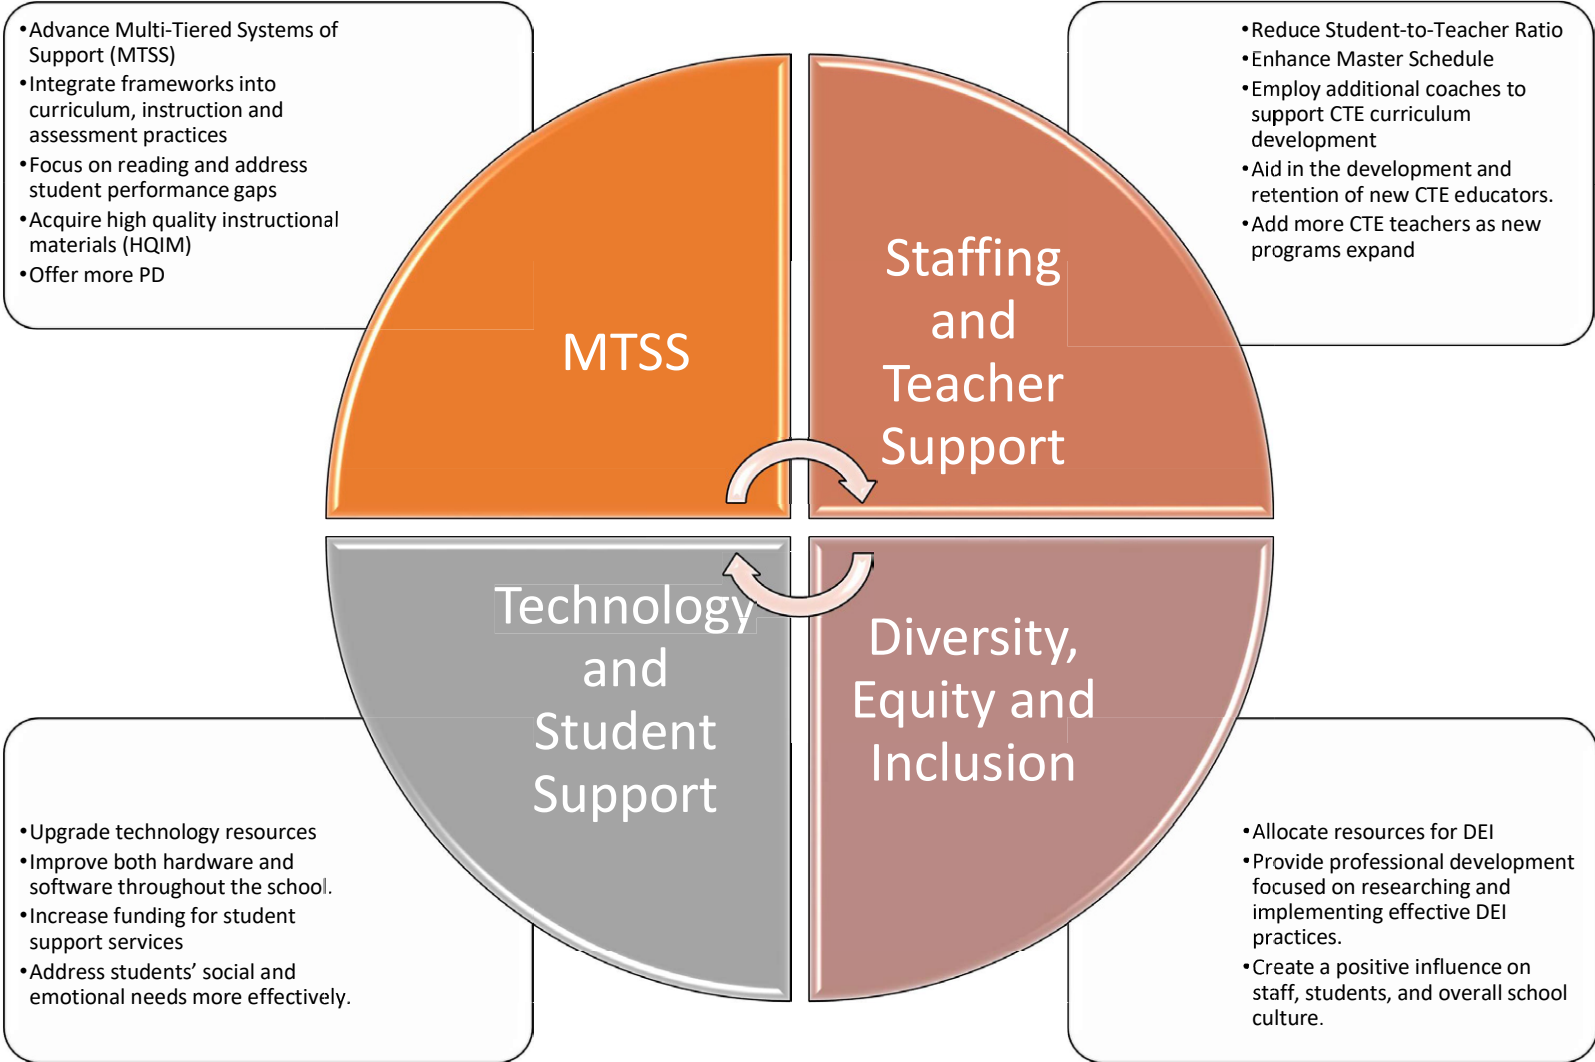 •Advance Multi-Tiered Systems of
Support (MTSS)
•Integrate frameworks into
curriculum, instruction and
assessment practices
•Focus on reading and address
student performance gaps
•Acquire high quality instructional
materials (HQIM)
•Offer more PD
MTSS
•Reduce Student-to-Teacher Ratio
•Enhance Master Schedule
•Employ additional coaches to
support CTE curriculum
development
•Aid in the development and
retention of new CTE educators.
•Add more CTE teachers as new
programs expand
Staffing
and
Teacher
Support
Technology
and
Student
Support
•Upgrade technology resources
•Improve both hardware and
software throughout the school.
•Increase funding for student
support services
•Address students’ social and
emotional needs more effectively.
Diversity,
Equity and
Inclusion
•Allocate resources for DEI
•Provide professional development
focused on researching and
implementing effective DEI
practices.
•Create a positive influence on
staff, students, and overall school
culture.